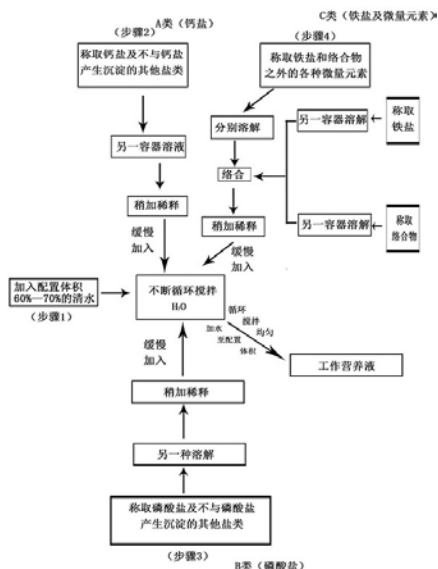 A类（钙盐）
（步骤2）
称取钙盐及不与钙盐
产生沉淀的其他盐类
另一容器溶液
稍加稀释
缓慢
加入
C类（铁盐及微量元素）
（步骤4）
称取铁盐和络合物
之外的各种微量元素
分别溶解
络合
稍加稀释
缓慢
加入
另一容器溶解
称取
铁盐
另一容器溶解
称取
络合物
加入配置体积
60%—70%的清水
（步骤1）
不断循环搅拌
H₂O
循环
搅拌
均匀
加水
至配置
体积
工作营养液
缓慢
加入
稍加稀释
另一种溶解
称取磷酸盐及不与磷酸盐
产生沉淀的其他盐类
（步骤3）
B类（磷酸盐）